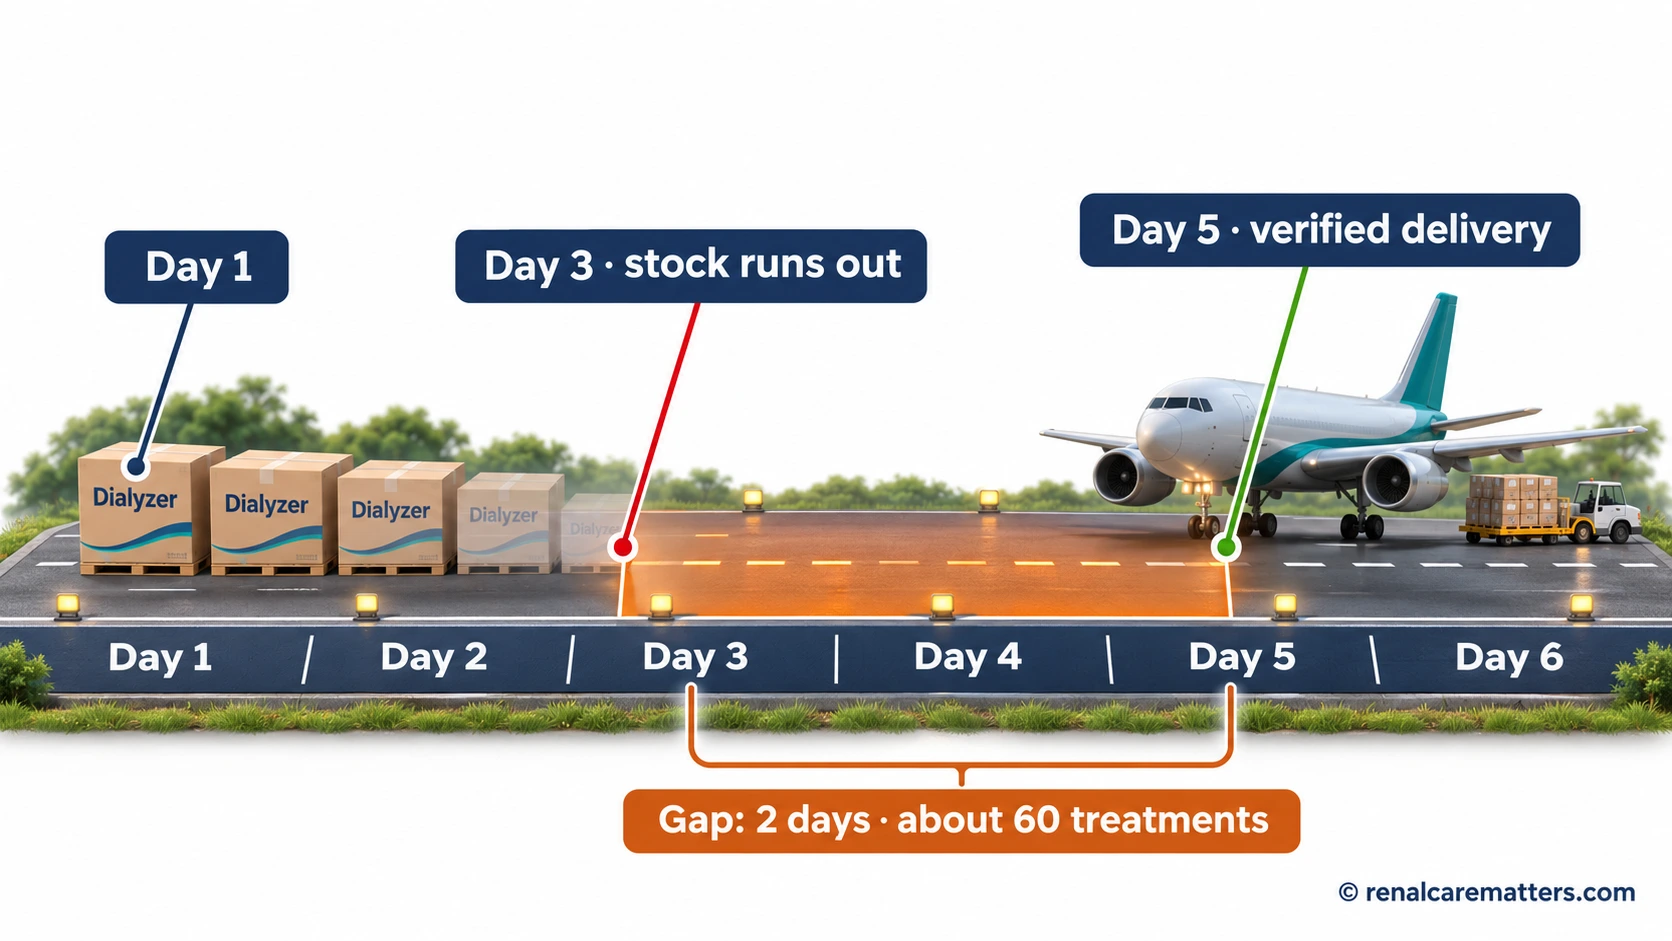 Day 1
Day 3 · stock runs out
Day 5 · verified delivery
Dialyzer
Dialyzer
Dialyzer
Dialyzer
Dialyzer
Day 1
Day 2
Day 3
Day 4
Day 5
Day 6
Gap: 2 days · about 60 treatments
© renalcarematters.com